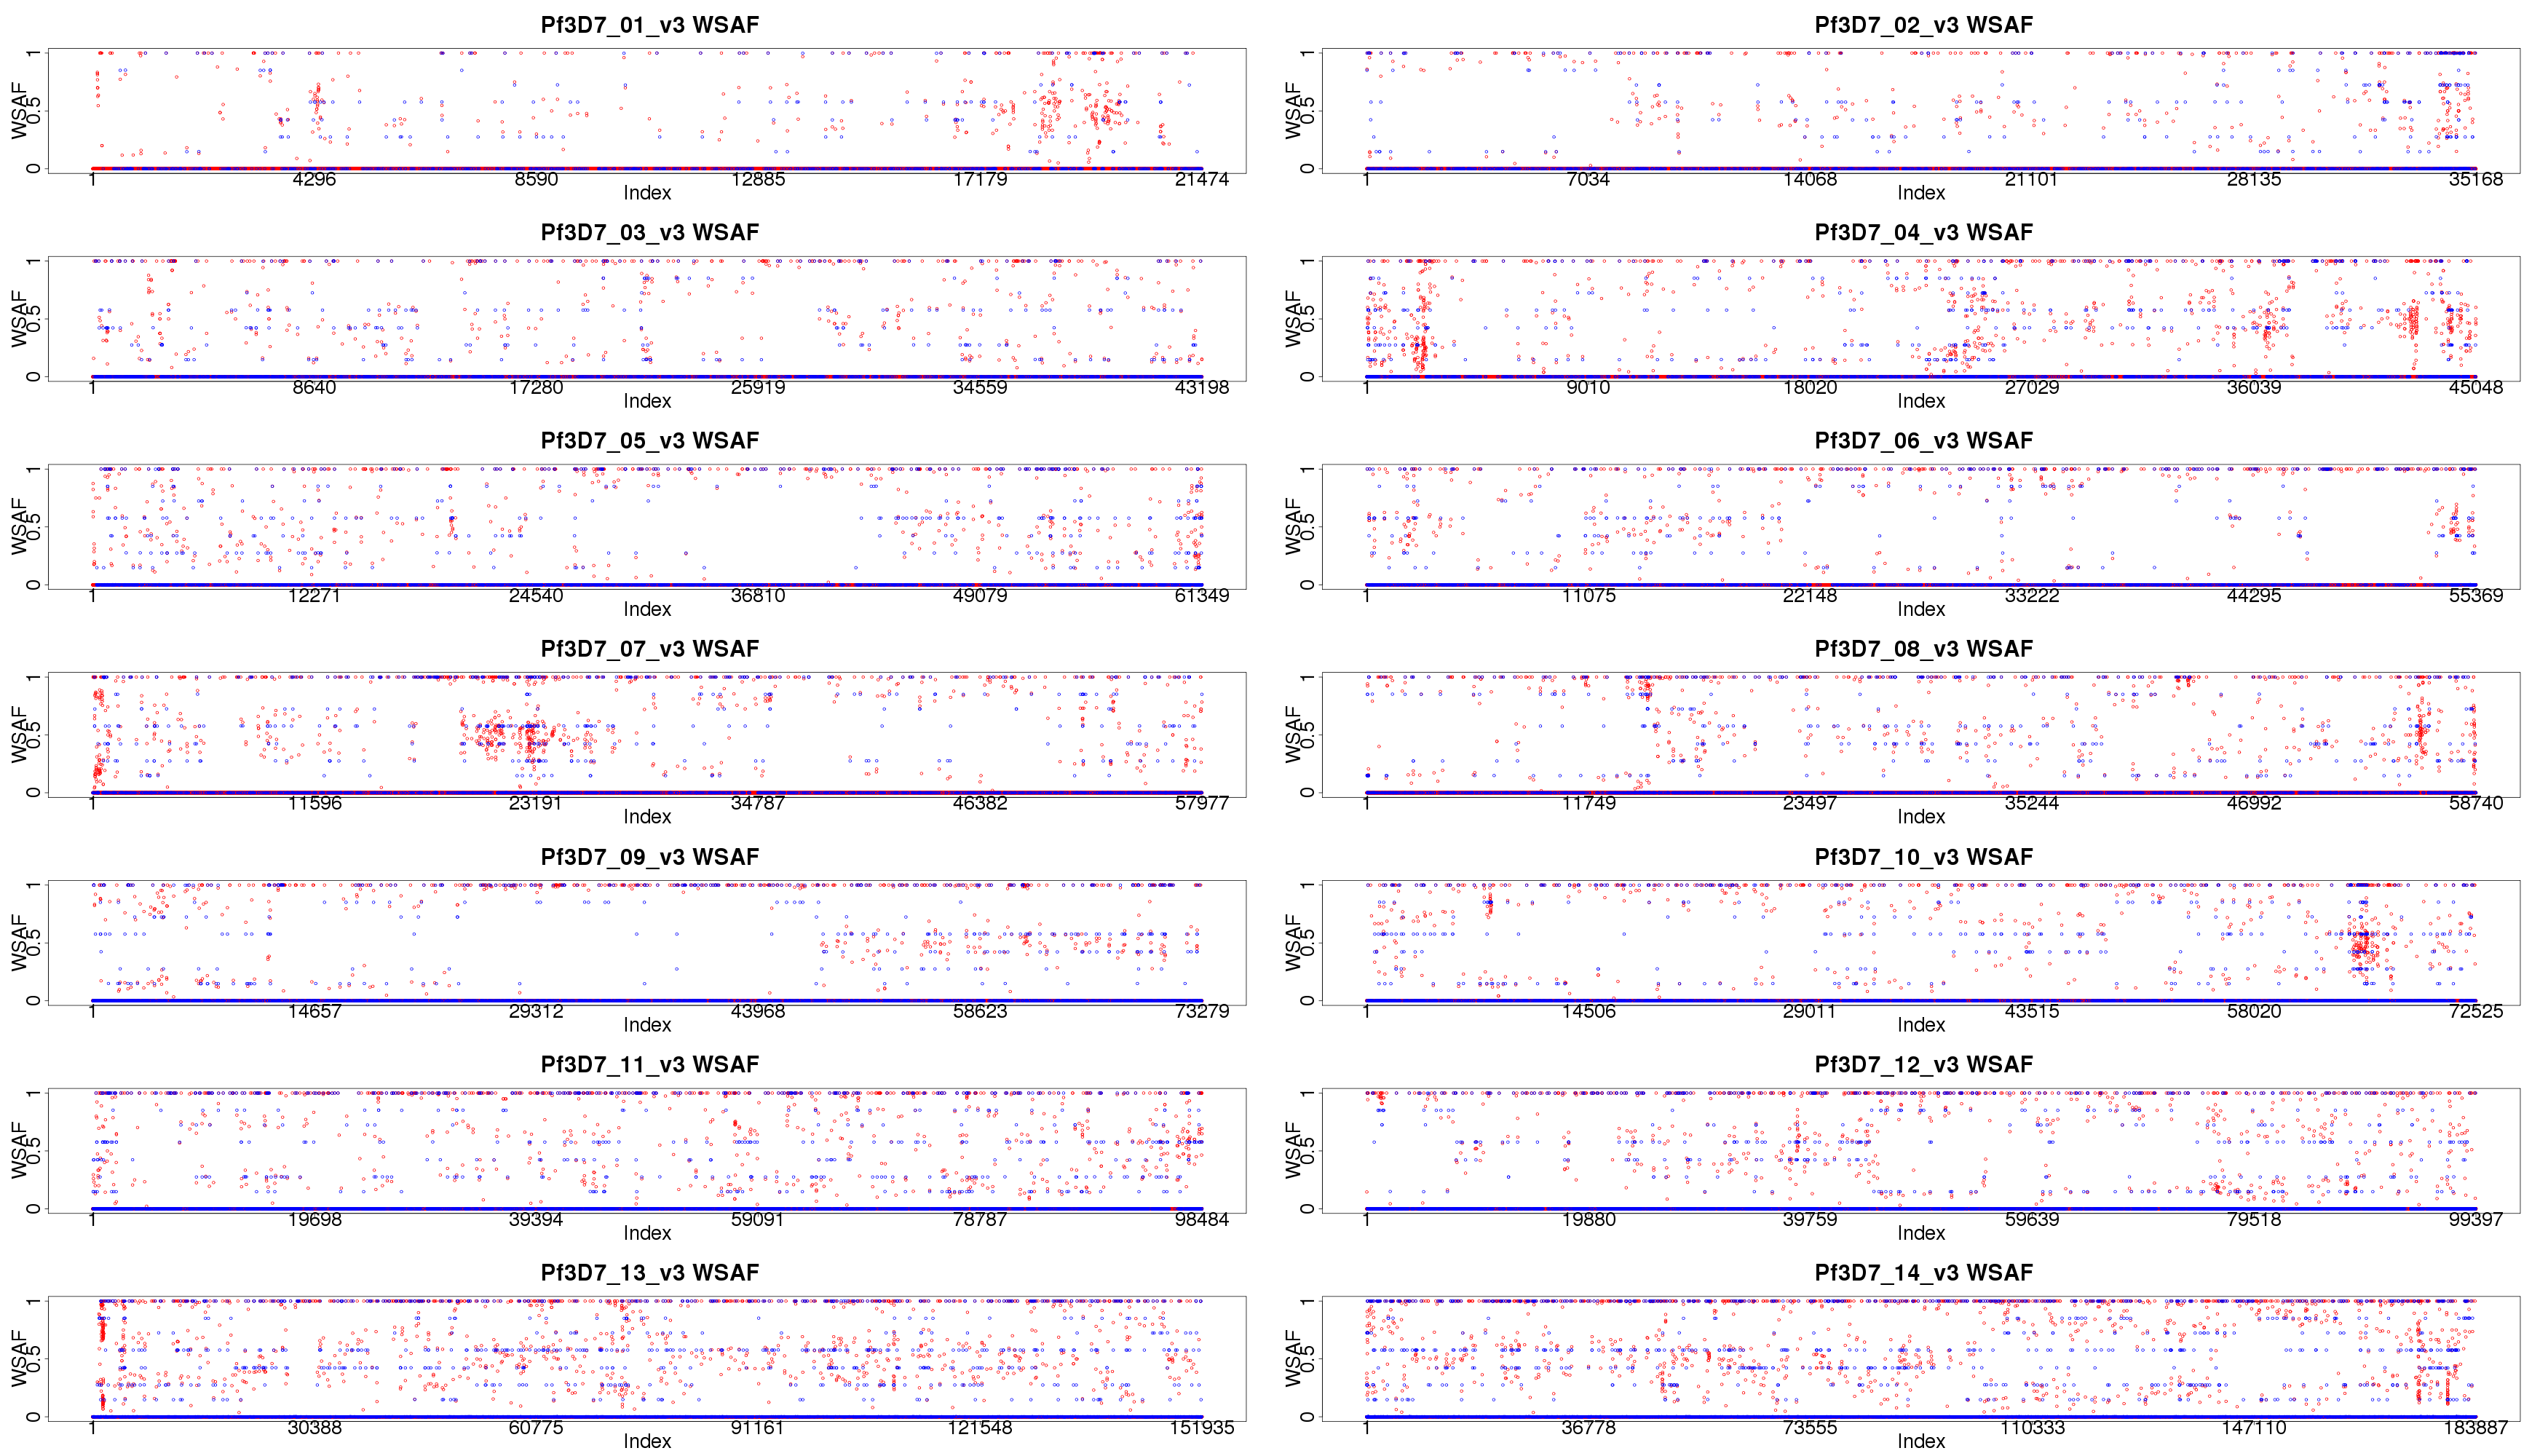 Pf3D7_01_v3 WSAF
WSAF
0 0.5 1
1 4296 8590 12885 17179 21474
Index
Pf3D7_02_v3 WSAF
WSAF
0 0.5 1
1 7034 14068 21101 28135 35168
Index
Pf3D7_03_v3 WSAF
WSAF
0 0.5 1
1 8640 17280 25919 34559 43198
Index
Pf3D7_04_v3 WSAF
WSAF
0 0.5 1
1 9010 18020 27029 36039 45048
Index
Pf3D7_05_v3 WSAF
WSAF
0 0.5 1
1 12271 24540 36810 49079 61349
Index
Pf3D7_06_v3 WSAF
WSAF
0 0.5 1
1 11075 22148 33222 44295 55369
Index
Pf3D7_07_v3 WSAF
WSAF
0 0.5 1
1 11596 23191 34787 46382 57977
Index
Pf3D7_08_v3 WSAF
WSAF
0 0.5 1
1 11749 23497 35244 46992 58740
Index
Pf3D7_09_v3 WSAF
WSAF
0 0.5 1
1 14657 29312 43968 58623 73279
Index
Pf3D7_10_v3 WSAF
WSAF
0 0.5 1
1 14506 29011 43515 58020 72525
Index
Pf3D7_11_v3 WSAF
WSAF
0 0.5 1
1 19698 39394 59091 78787 98484
Index
Pf3D7_12_v3 WSAF
WSAF
0 0.5 1
1 19880 39759 59639 79518 99397
Index
Pf3D7_13_v3 WSAF
WSAF
0 0.5 1
1 30388 60775 91161 121548 151935
Index
Pf3D7_14_v3 WSAF
WSAF
0 0.5 1
1 36778 73555 110333 147110 183887
Index